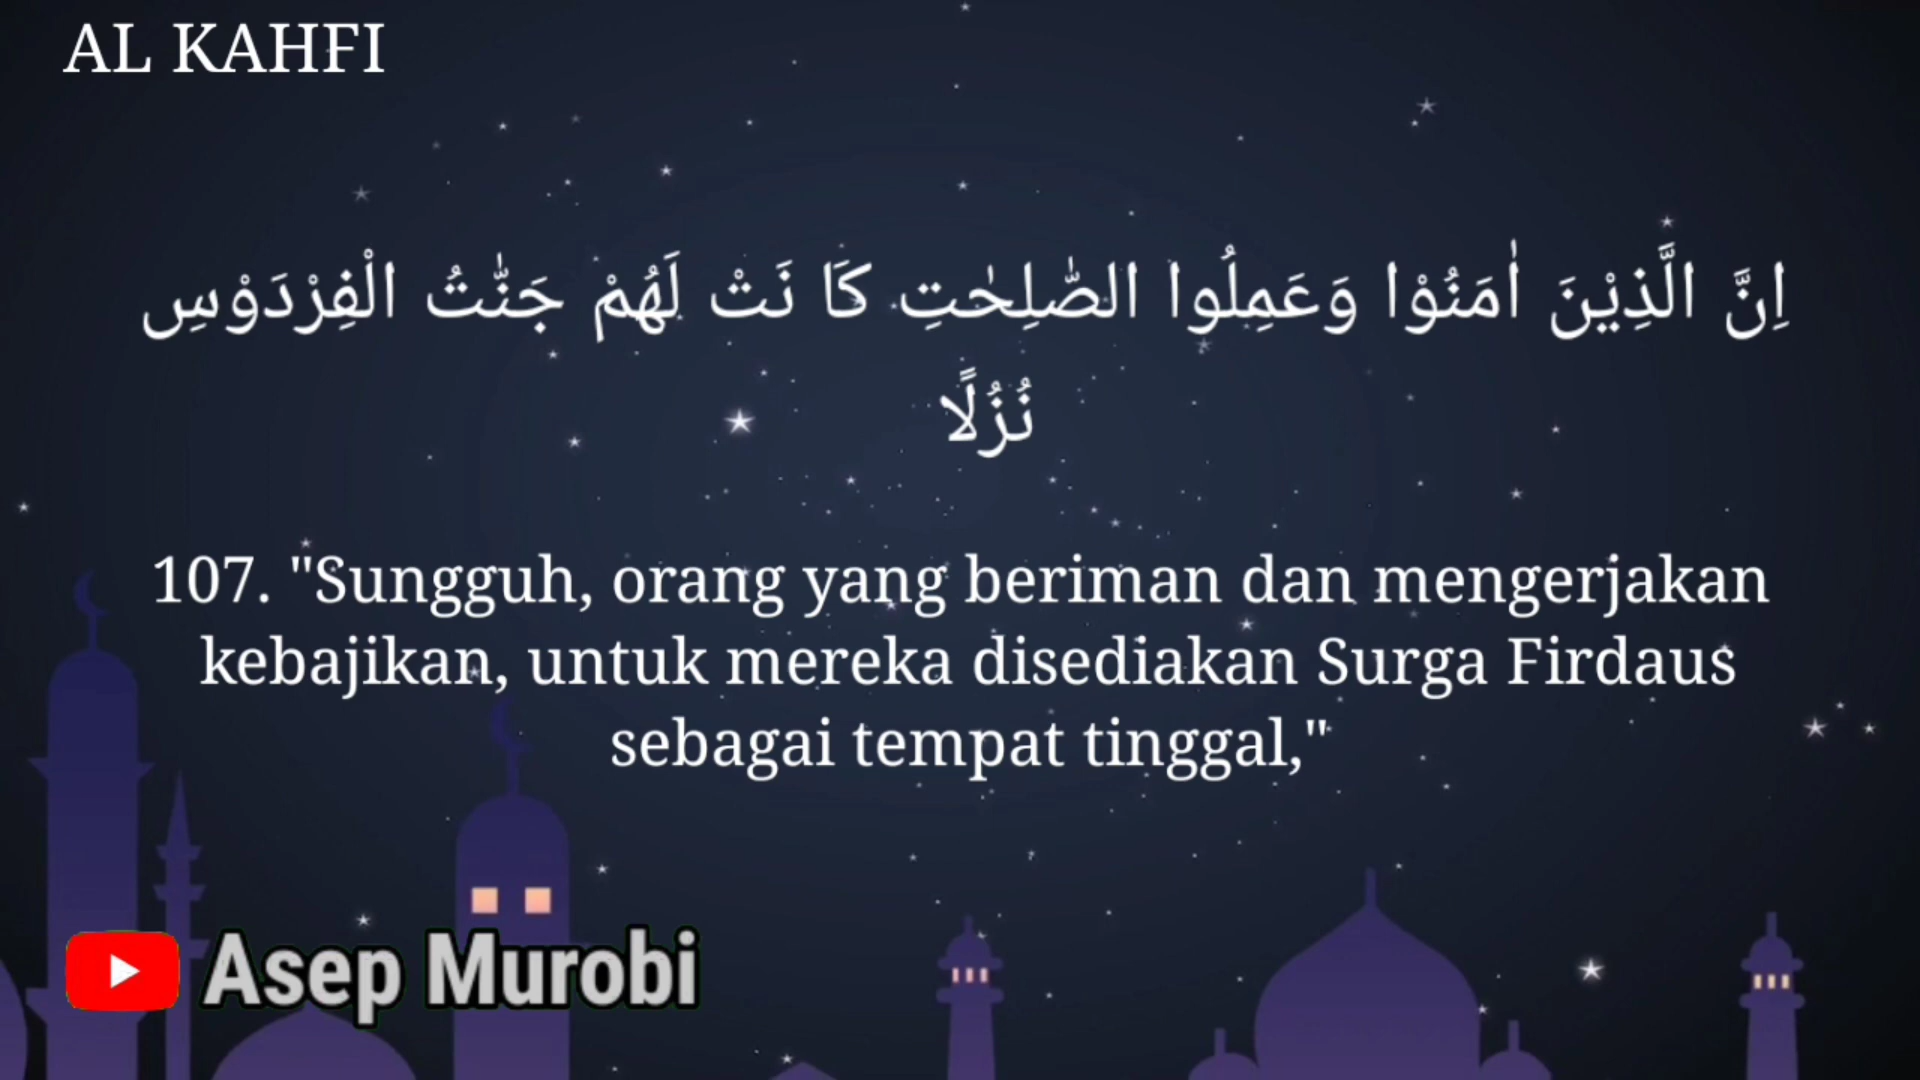 AL KAHFI
اِنَّ الَّذِيْنَ اٰمَنُوْا وَعَمِلُوا الصّٰلِحٰتِ كَا نَتْ لَهُمْ جَنّٰتُ الْفِرْدَوْسِ
نُزُلًا
107. "Sungguh, orang yang beriman dan mengerjakan
kebajikan, untuk mereka disediakan Surga Firdaus
sebagai tempat tinggal,"
Asep Murobi